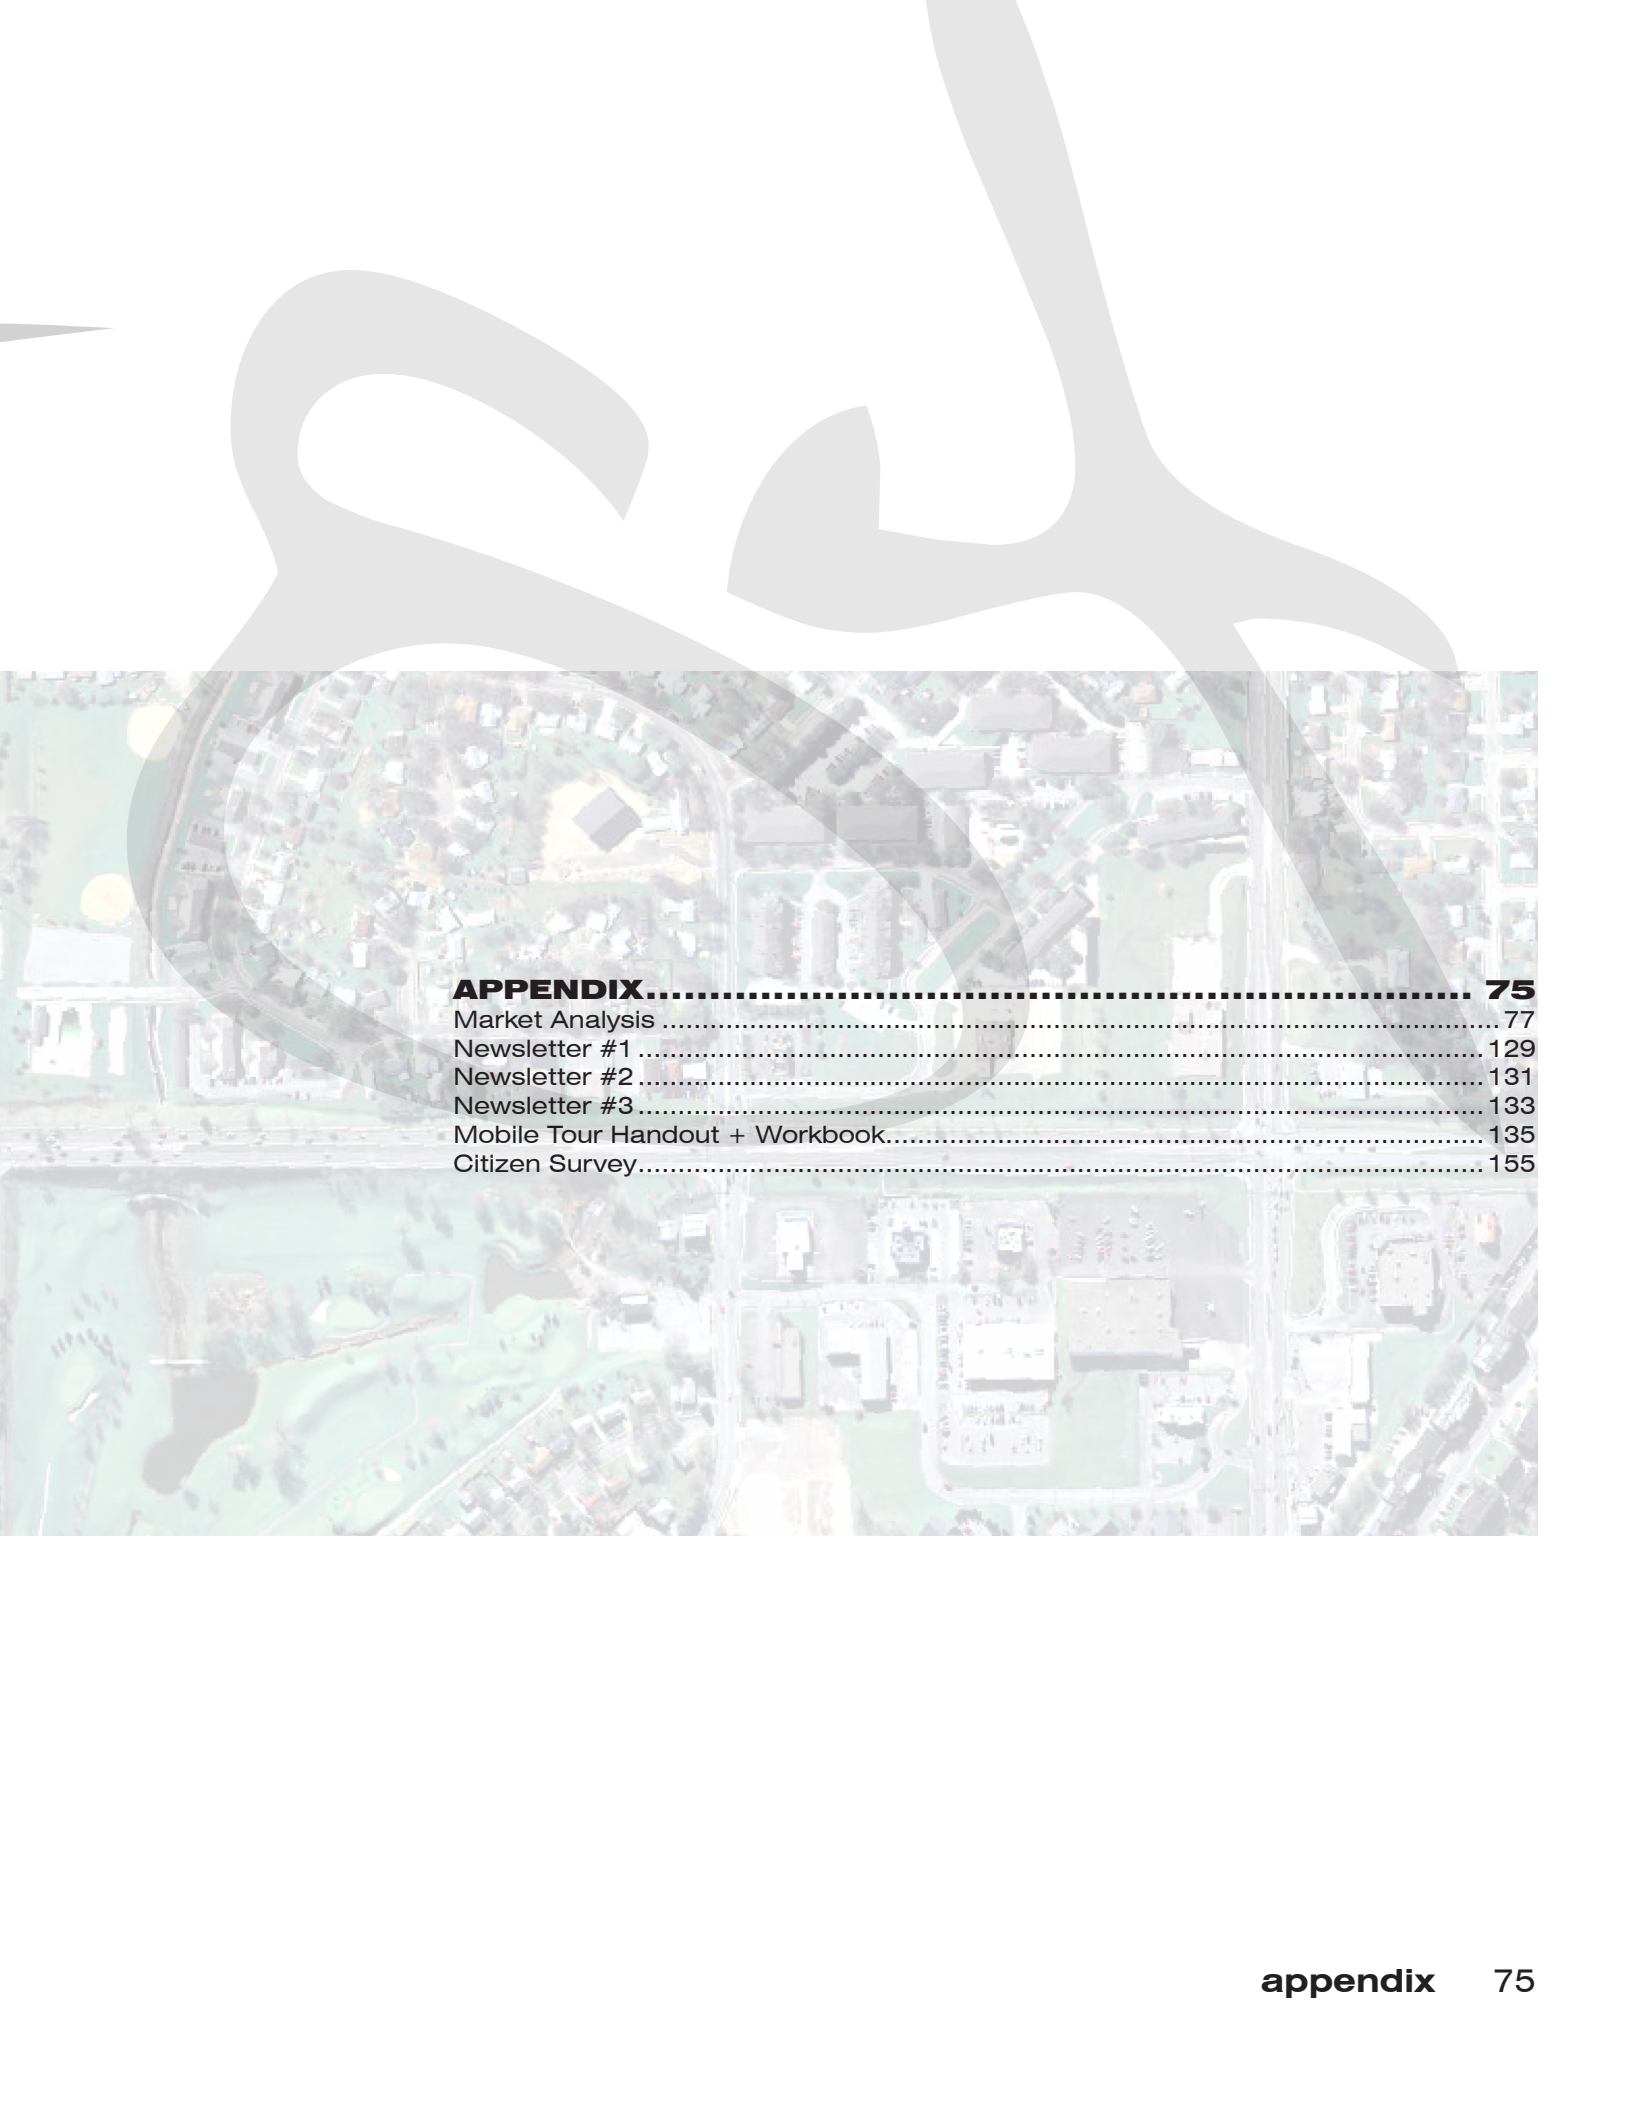 APPENDIX................................................................. 75
Market Analysis ..........................................................................................................77
Newsletter #1 ...........................................................................................................129
Newsletter #2 ...........................................................................................................131
Newsletter #3 ...........................................................................................................133
Mobile Tour Handout + Workbook...........................................................................135
Citizen Survey...........................................................................................................155
appendix 75